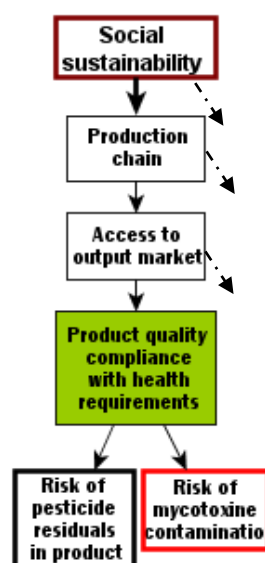 Social
sustainability
Production
chain
Access to
output market
Product quality
compliance
with health
requirements
Risk of
pesticide
residuals
in product
Risk of
mycotoxine
contaminatio